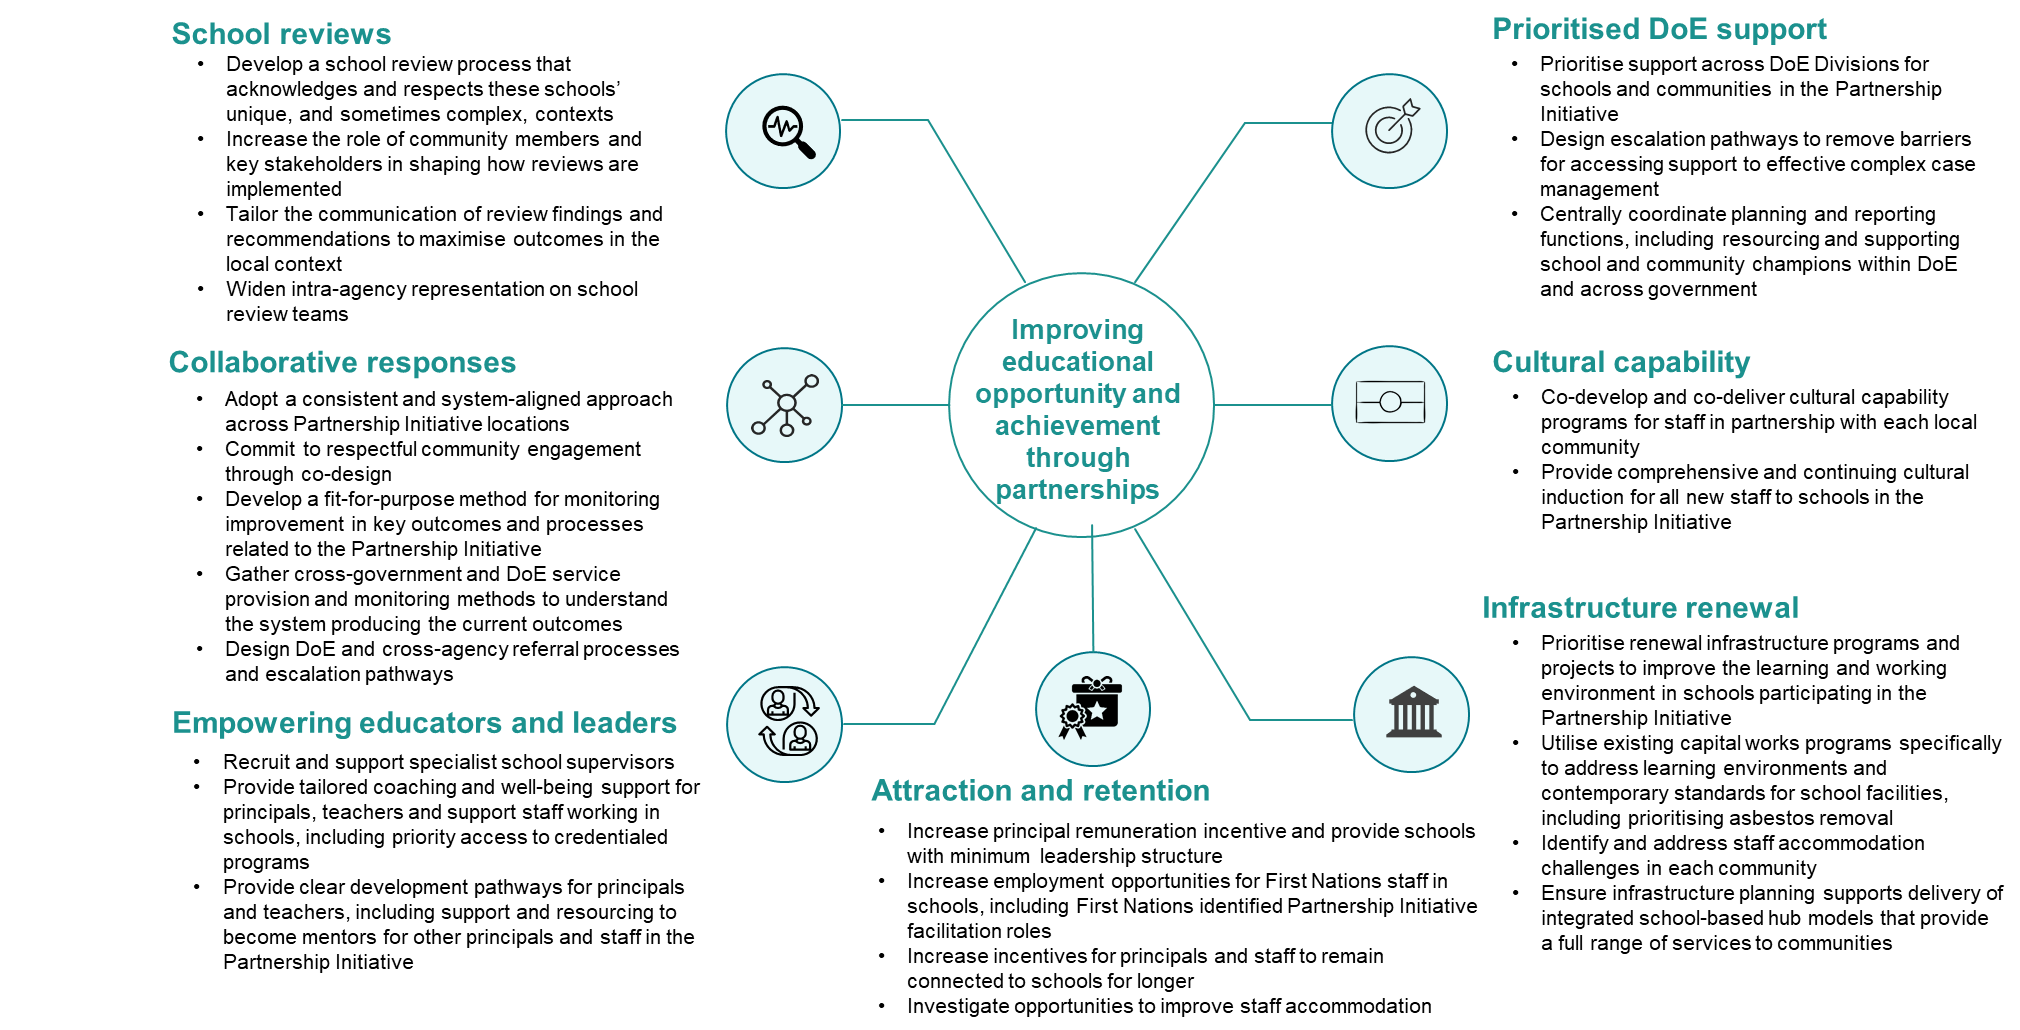 School reviews
• Develop a school review process that
acknowledges and respects these schools’
unique, and sometimes complex, contexts
• Increase the role of community members and
key stakeholders in shaping how reviews are
implemented
• Tailor the communication of review findings and
recommendations to maximise outcomes in the
local context
• Widen intra-agency representation on school
review teams
Collaborative responses
• Adopt a consistent and system-aligned approach
across Partnership Initiative locations
• Commit to respectful community engagement
through co-design
• Develop a fit-for-purpose method for monitoring
improvement in key outcomes and processes
related to the Partnership Initiative
• Gather cross-government and DoE service
provision and monitoring methods to understand
the system producing the current outcomes
• Design DoE and cross-agency referral processes
and escalation pathways
Empowering educators and leaders
• Recruit and support specialist school supervisors
• Provide tailored coaching and well-being support for
principals, teachers and support staff working in
schools, including priority access to credentialed
programs
• Provide clear development pathways for principals
and teachers, including support and resourcing to
become mentors for other principals and staff in the
Partnership Initiative
Improving
educational
opportunity and
achievement
through
partnerships
Attraction and retention
• Increase principal remuneration incentive and provide schools
with minimum leadership structure
• Increase employment opportunities for First Nations staff in
schools, including First Nations identified Partnership Initiative
facilitation roles
• Increase incentives for principals and staff to remain
connected to schools for longer
• Investigate opportunities to improve staff accommodation
Prioritised DoE support
• Prioritise support across DoE Divisions for
schools and communities in the Partnership
Initiative
• Design escalation pathways to remove barriers
for accessing support to effective complex case
management
• Centrally coordinate planning and reporting
functions, including resourcing and supporting
school and community champions within DoE
and across government
Cultural capability
• Co-develop and co-deliver cultural capability
programs for staff in partnership with each local
community
• Provide comprehensive and continuing cultural
induction for all new staff to schools in the
Partnership Initiative
Infrastructure renewal
• Prioritise renewal infrastructure programs and
projects to improve the learning and working
environment in schools participating in the
Partnership Initiative
• Utilise existing capital works programs specifically
to address learning environments and
contemporary standards for school facilities,
including prioritising asbestos removal
• Identify and address staff accommodation
challenges in each community
• Ensure infrastructure planning supports delivery of
integrated school-based hub models that provide
a full range of services to communities